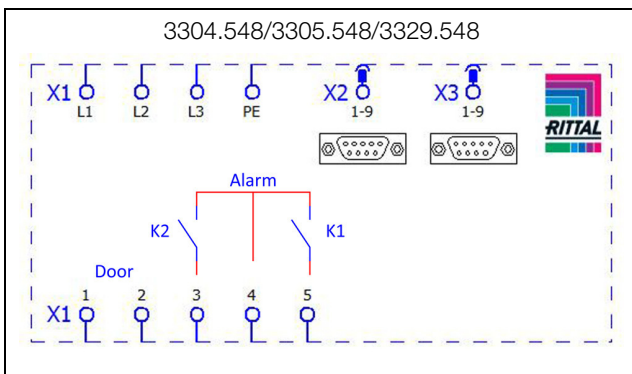 3304.548/3305.548/3329.548
X1 L1 L2 L3 PE X2 1-9 X3 1-9
RITTAL
Alarm
K2 K1
Door
1 2 3 4 5
X1